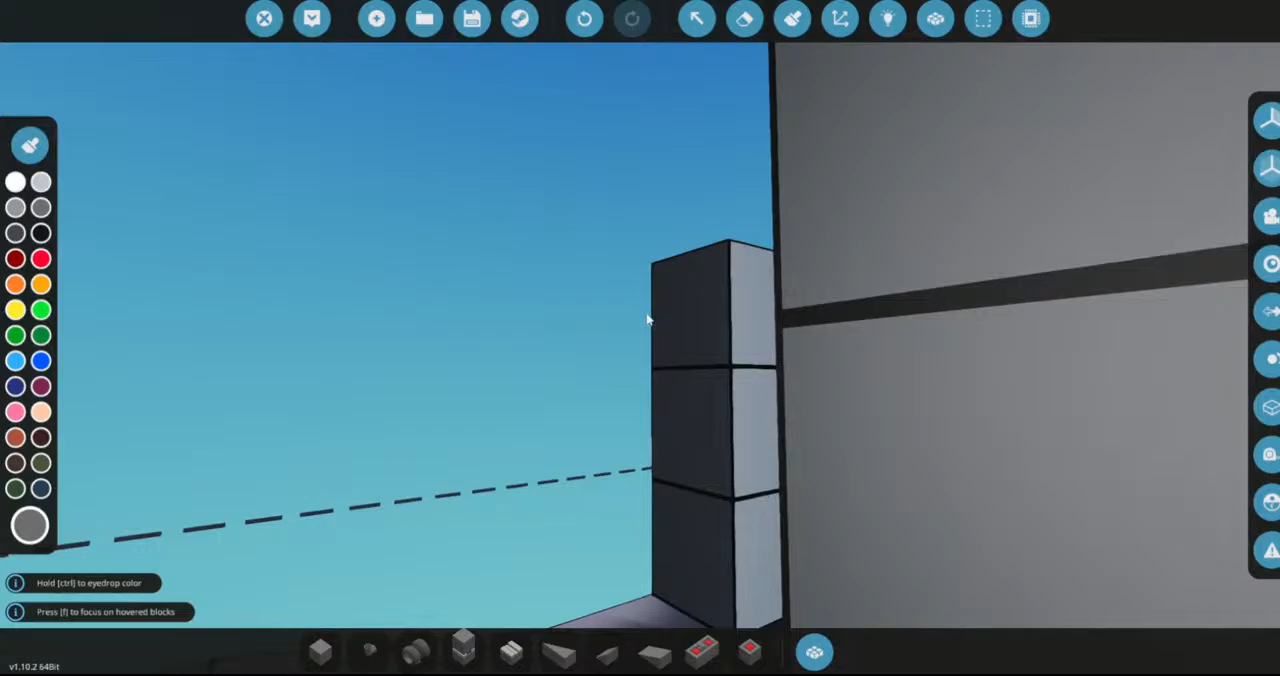 Hold [ctrl] to eyedrop color
Press [f] to focus on hovered blocks
v1.10.2 64Bit